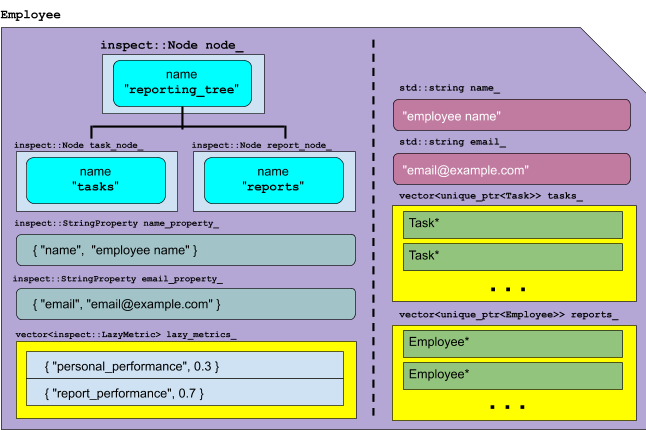 Employee
inspect::Node node_
name
"reporting_tree"
inspect::Node task_node_
name
"tasks"
inspect::Node report_node_
name
"reports"
inspect::StringProperty name_property_
{ "name", "employee name" }
inspect::StringProperty email_property_
{ "email", "email@example.com" }
vector<inspect::LazyMetric> lazy_metrics_
{ "personal_performance", 0.3 }
{ "report_performance", 0.7 }
std::string name_
"employee name"
std::string email_
"email@example.com"
vector<unique_ptr<Task>> tasks_
Task*
Task*
. . .
vector<unique_ptr<Employee>> reports_
Employee*
Employee*
. . .